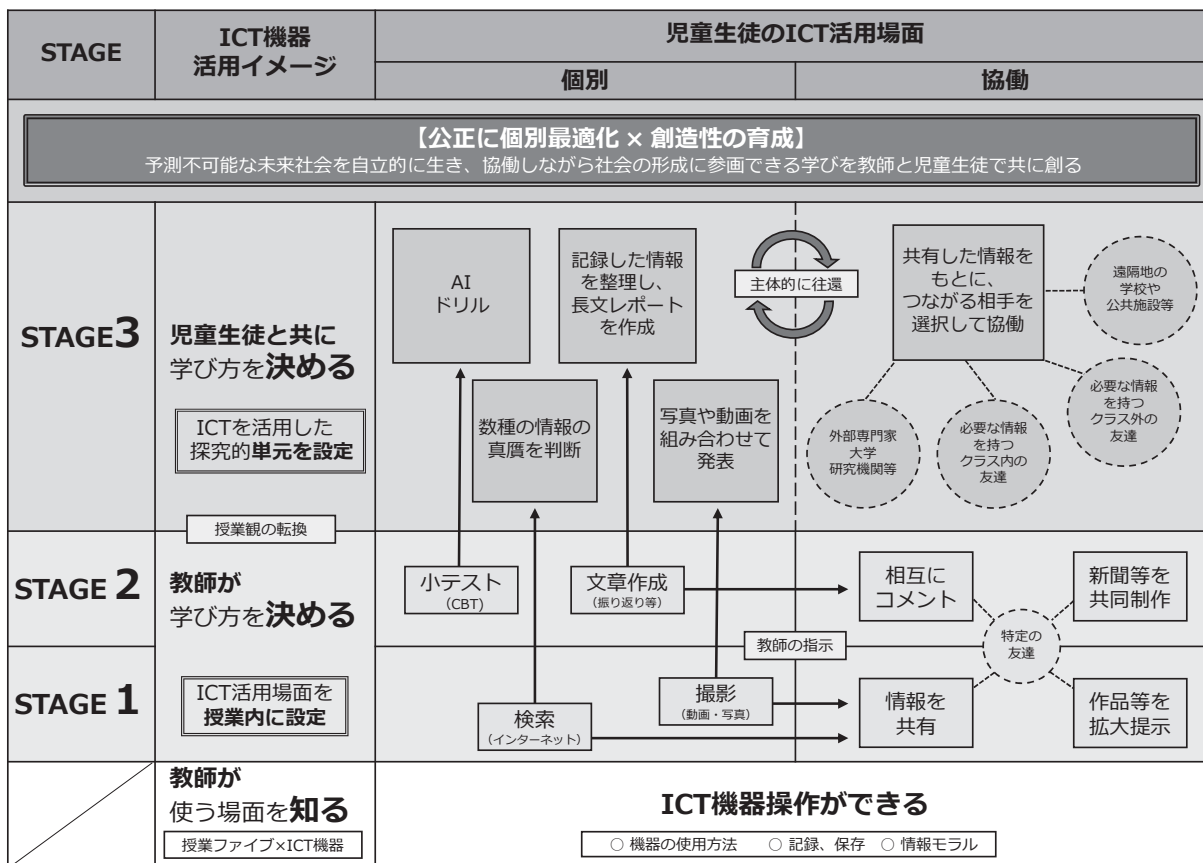 STAGE
ICT機器
活用イメージ
児童生徒のICT活用場面
個別
協働
【公正に個別最適化 × 創造性の育成】
予測不可能な未来社会を自立的に生き、協働しながら社会の形成に参画できる学びを教師と児童生徒で共に創る
STAGE3
児童生徒と共に
学び方を決める
ICTを活用した
探究的単元を設定
授業観の転換
AI
ドリル
記録した情報
を整理し、
長文レポート
を作成
数種の情報の
真贋を判断
写真や動画を
組み合わせて
発表
主体的に往還
共有した情報を
もとに、
つながる相手を
選択して協働
遠隔地の
学校や
公共施設等
必要な情報
を持つ
クラス外の
友達
必要な情報
を持つ
クラス内の
友達
外部専門家
大学
研究機関等
STAGE 2
教師が
学び方を決める
小テスト
(CBT)
文章作成
(振り返り等)
相互に
コメント
新聞等を
共同制作
教師の指示
特定の
友達
STAGE 1
ICT活用場面を
授業内に設定
検索
(インターネット)
撮影
(動画・写真)
情報を
共有
作品等を
拡大提示
教師が
使う場面を知る
授業ファイブ×ICT機器
ICT機器操作ができる
○ 機器の使用方法 ○ 記録、保存 ○ 情報モラル